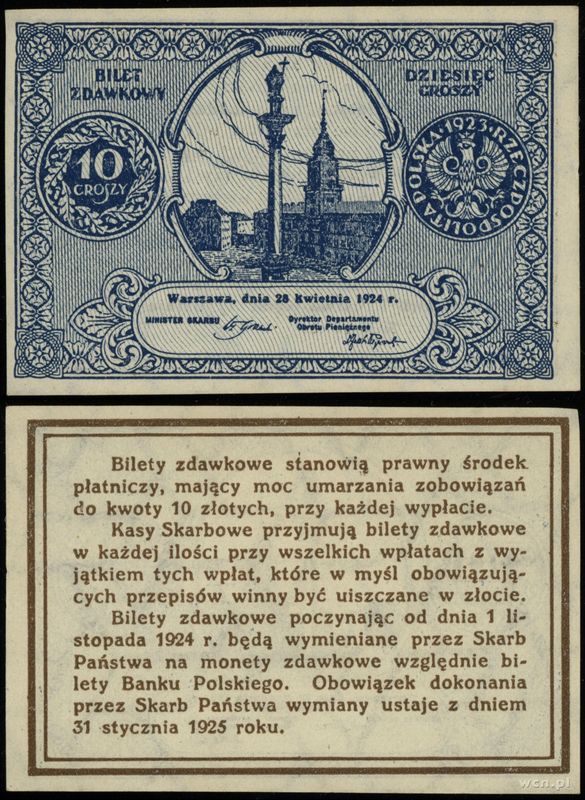 BILET
ZDAWKOWY
DZIESIĘĆ
GROSZY
10
GROSZY
POLSKA·1923·RZECZPOSPOLITA
Warszawa, dnia 28 Kwietnia 1924 r.
MINISTER SKARBU
Dyrektor Departamentu
Obrotu Pieniężnego
Bilety zdawkowe stanowią prawny środek
płatniczy, mający moc umarzania zobowiązań
do kwoty 10 złotych, przy każdej wypłacie.
Kasy Skarbowe przyjmują bilety zdawkowe
w każdej ilości przy wszelkich wpłatach z wy-
jątkiem tych wpłat, które w myśl obowiązują-
cych przepisów winny być uiszczane w złocie.
Bilety zdawkowe poczynając od dnia 1 li-
stopada 1924 r. będą wymieniane przez Skarb
Państwa na monety zdawkowe względnie bi-
lety Banku Polskiego. Obowiązek dokonania
przez Skarb Państwa wymiany ustaje z dniem
31 stycznia 1925 roku.
wcn.pl